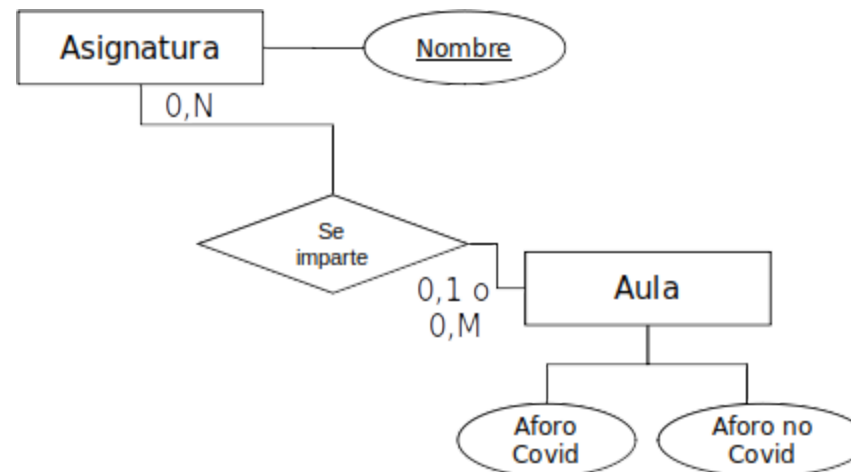 Asignatura
Nombre
0,N
Se
imparte
0,1 o
0,M
Aula
Aforo
Covid
Aforo no
Covid